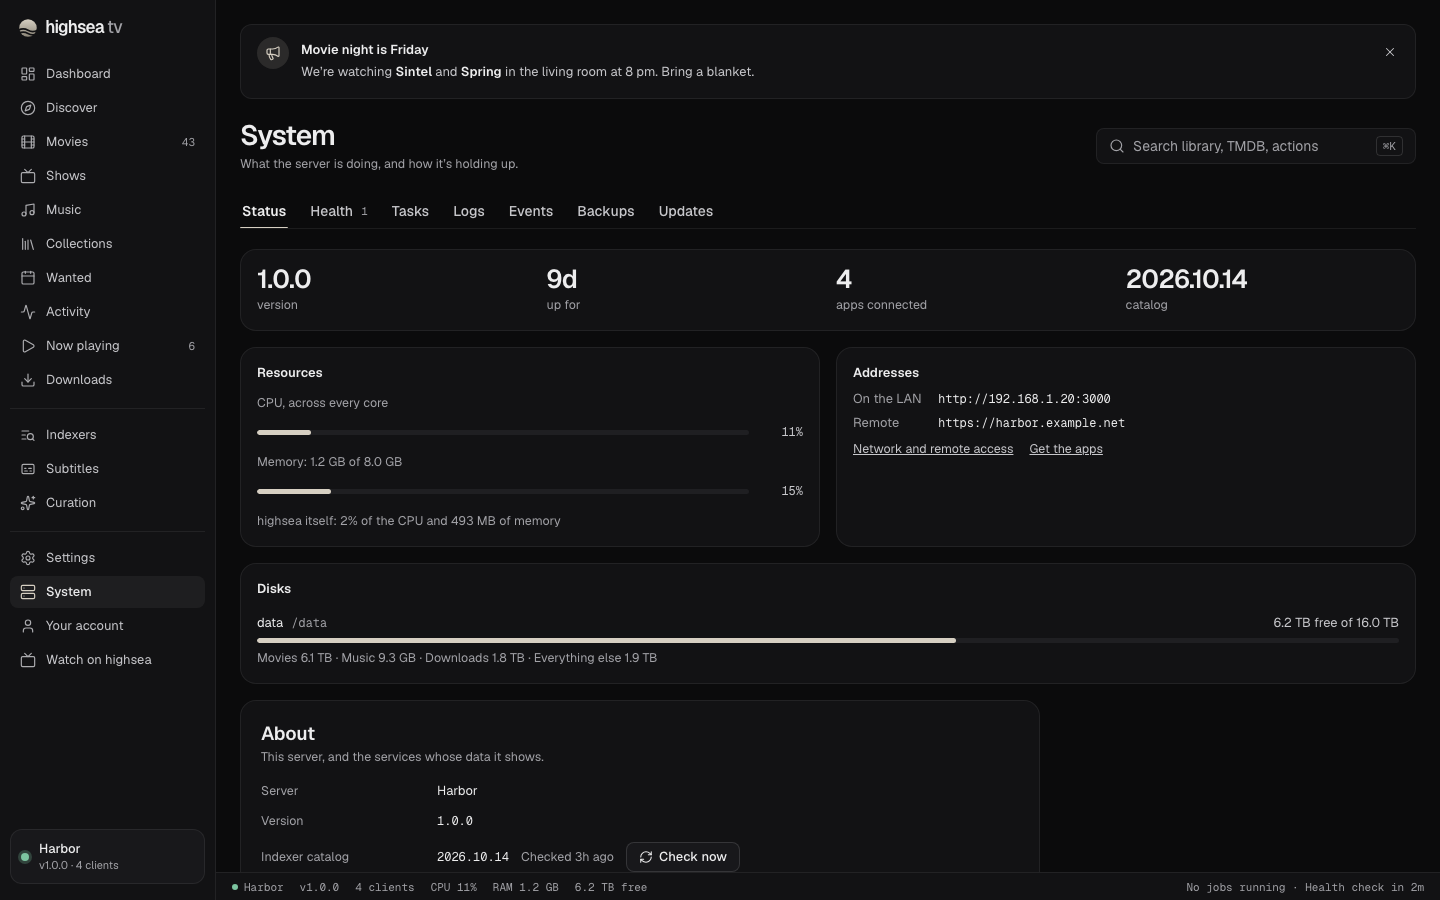 highsea tv
Dashboard
Discover
Movies 43
Shows
Music
Collections
Wanted
Activity
Now playing 6
Downloads
Indexers
Subtitles
Curation
Settings
System
Your account
Watch on highsea
Harbor
v1.0.0 · 4 clients
Movie night is Friday
We're watching Sintel and Spring in the living room at 8 pm. Bring a blanket.
System
What the server is doing, and how it's holding up.
Search library, TMDB, actions ⌘K
Status Health 1 Tasks Logs Events Backups Updates
1.0.0 9d 4 2026.10.14
version up for apps connected catalog
Resources
CPU, across every core
11%
Memory: 1.2 GB of 8.0 GB
15%
highsea itself: 2% of the CPU and 493 MB of memory
Addresses
On the LAN http://192.168.1.20:3000
Remote https://harbor.example.net
Network and remote access Get the apps
Disks
data /data 6.2 TB free of 16.0 TB
Movies 6.1 TB · Music 9.3 GB · Downloads 1.8 TB · Everything else 1.9 TB
About
This server, and the services whose data it shows.
Server Harbor
Version 1.0.0
Indexer catalog 2026.10.14 Checked 3h ago Check now
Harbor v1.0.0 4 clients CPU 11% RAM 1.2 GB 6.2 TB free No jobs running · Health check in 2m